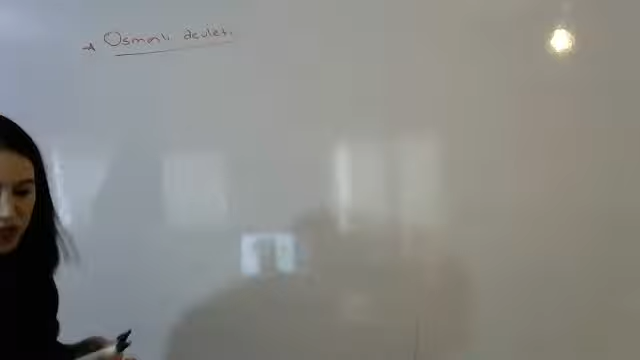 → Osmanlı devleti